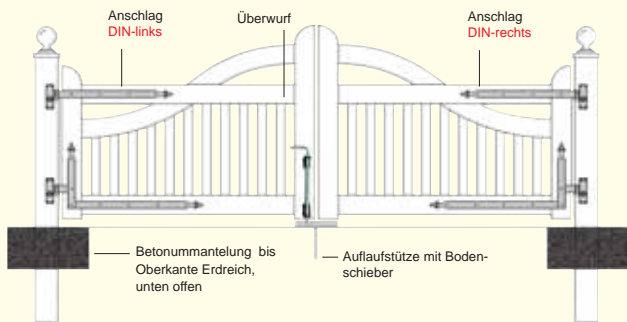 Anschlag
DIN-links
Überwurf
Anschlag
DIN-rechts
Betonummantelung bis
Oberkante Erdreich,
unten offen
Auflaufstütze mit Boden-
schieber